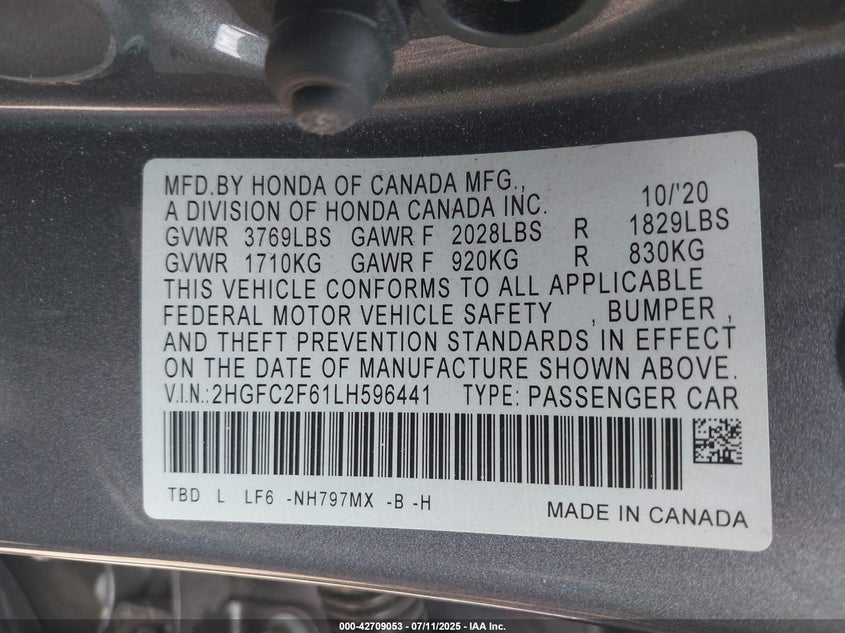 MFD.BY HONDA OF CANADA MFG.,
A DIVISION OF HONDA CANADA INC. 10/'20
GVWR 3769LBS GAWR F 2028LBS R 1829LBS
GVWR 1710KG GAWR F 920KG R 830KG
THIS VEHICLE CONFORMS TO ALL APPLICABLE
FEDERAL MOTOR VEHICLE SAFETY , BUMPER ,
AND THEFT PREVENTION STANDARDS IN EFFECT
ON THE DATE OF MANUFACTURE SHOWN ABOVE.
V.I.N.:2HGFC2F61LH596441 TYPE: PASSENGER CAR
TBD L LF6 -NH797MX -B -H MADE IN CANADA
000-42709053 - 07/11/2025 - IAA Inc.